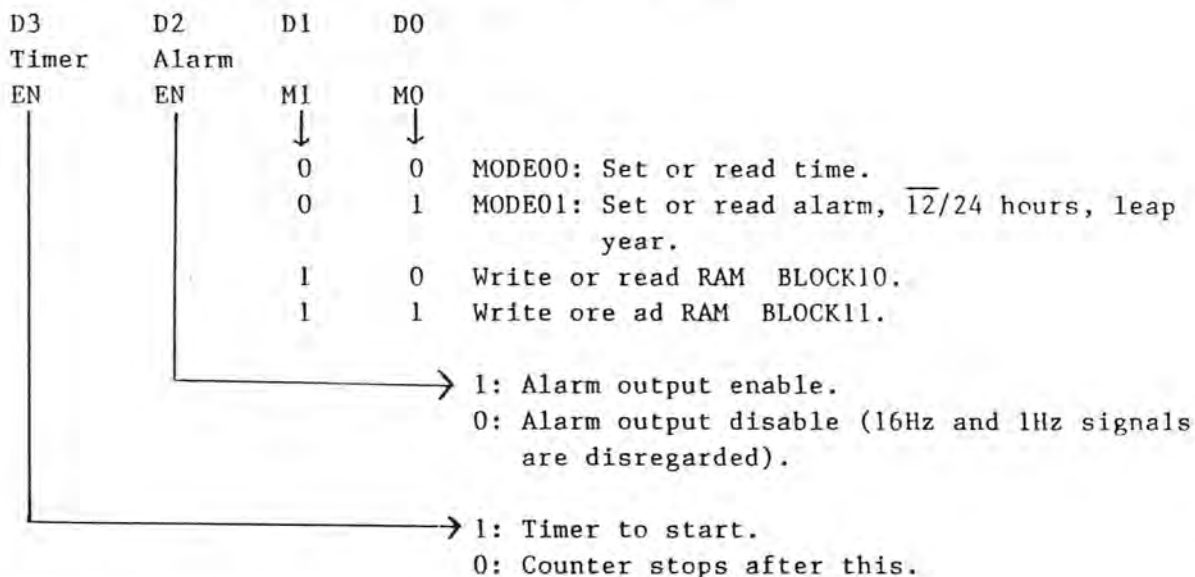 D3 D2 D1 D0
Timer Alarm
EN EN M1 M0
0 0 MODE00: Set or read time.
0 1 MODE01: Set or read alarm, 12/24 hours, leap
year.
1 0 Write or read RAM BLOCK10.
1 1 Write ore ad RAM BLOCK11.
1: Alarm output enable.
0: Alarm output disable (16Hz and 1Hz signals
are disregarded).
1: Timer to start.
0: Counter stops after this.